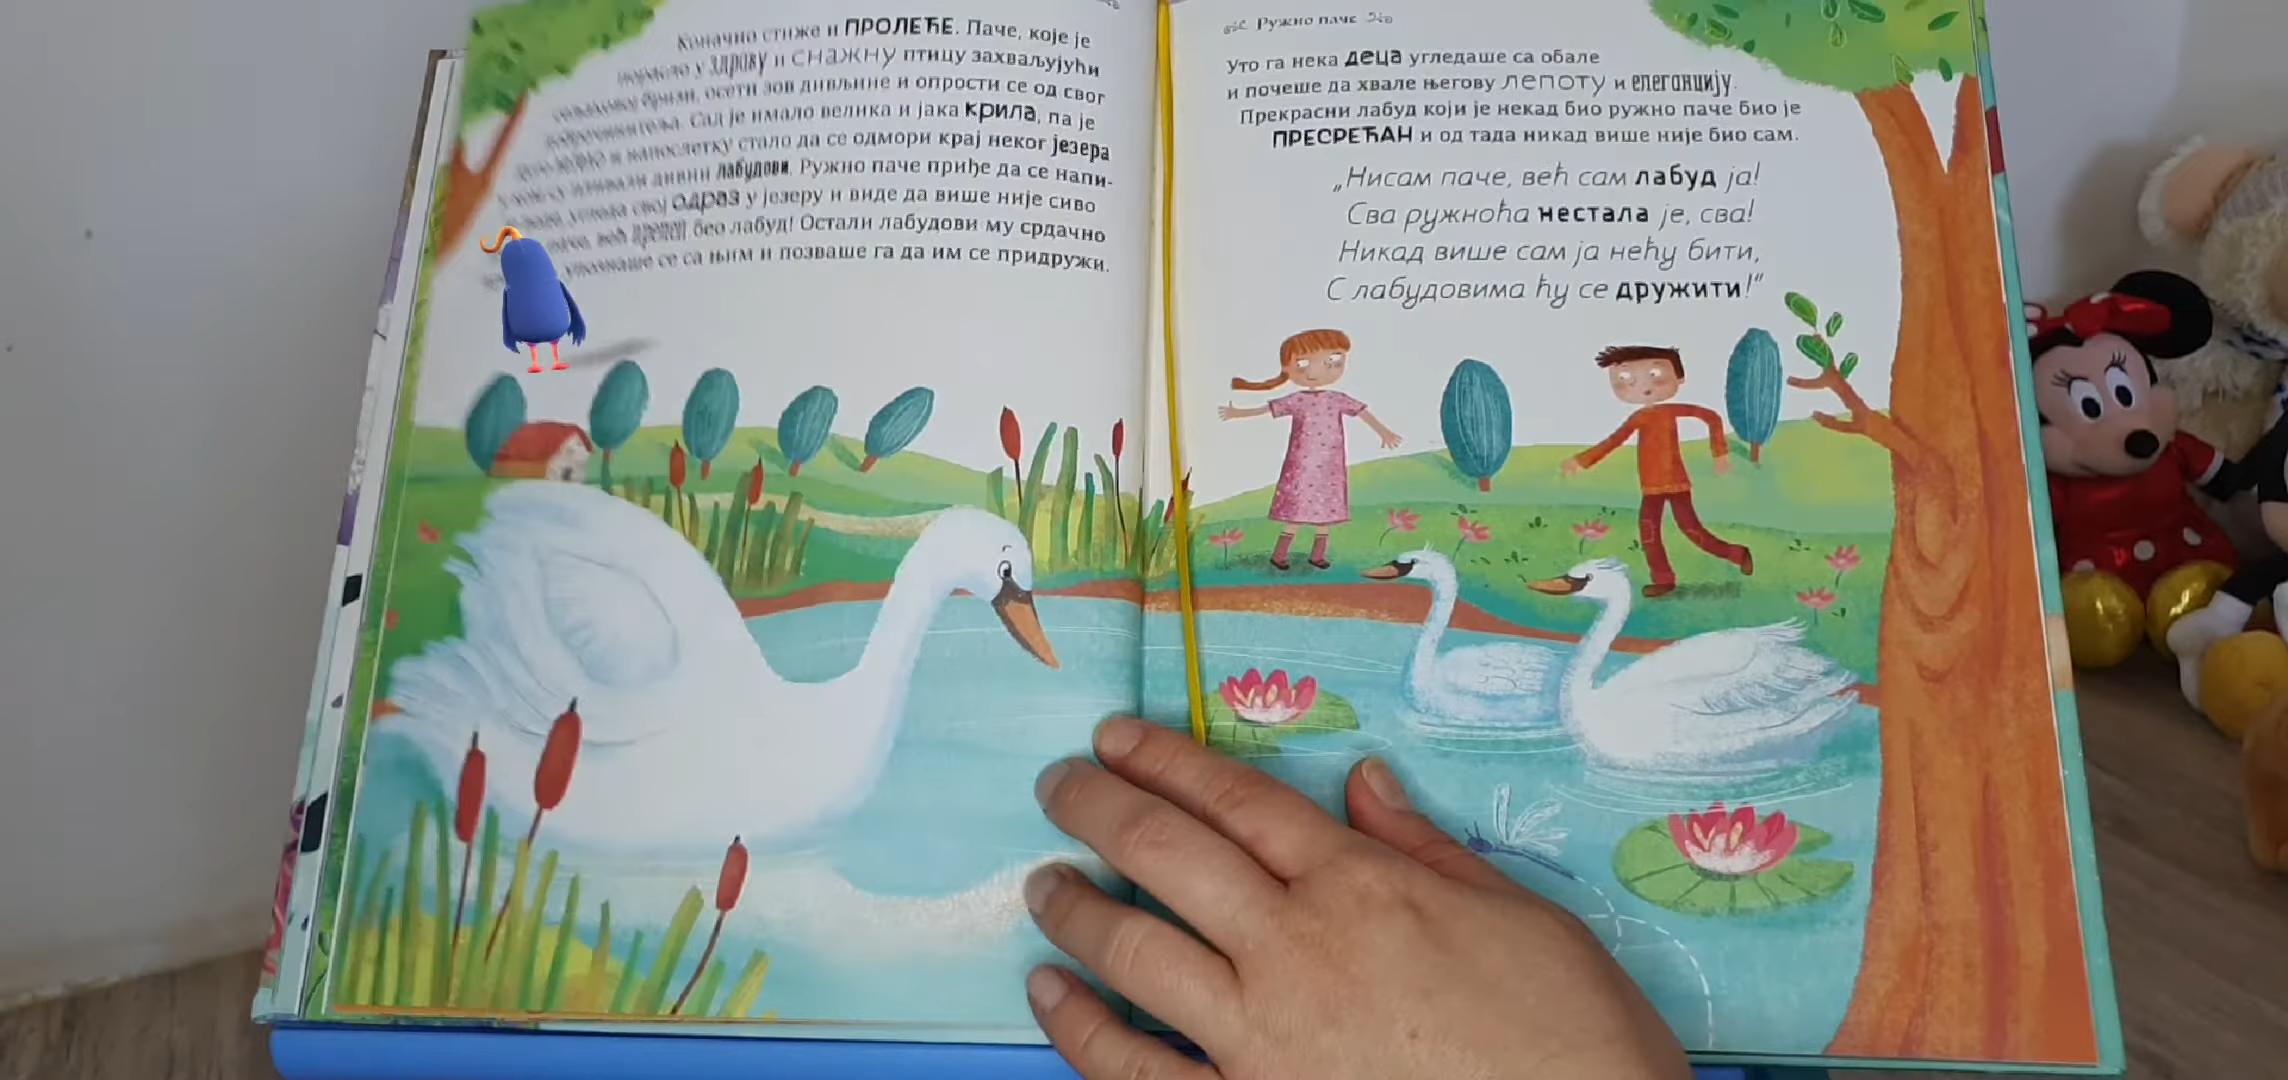 Коначно стиже и ПРОЛЕЋЕ. Паче, које је
у здраву и СНАЖНУ птицу захваљујући
бризи, осети зов дивљине и опрости се од свог
Сад је имало велика и јака крила, па је
и напослетку стало да се одмори крај неког језера
дивни лабудови. Ружно паче приђе да се напи-
свој одраз у језеру и виде да више није сиво
већ бео лабуд! Остали лабудови му срдачно
се са њим и позваше га да им се придружи.
Ружно паче
Уто га нека деца угледаше са обале
и почеше да хвале његову лепоту и елеганцију.
Прекрасни лабуд који је некад био ружно паче био је
ПРЕСРЕЋАН и од тада никад више није био сам.
„Нисам паче, већ сам лабуд ја!
Сва ружноћа нестала је, сва!
Никад више сам ја нећу бити,
С лабудовима ћу се дружити!“